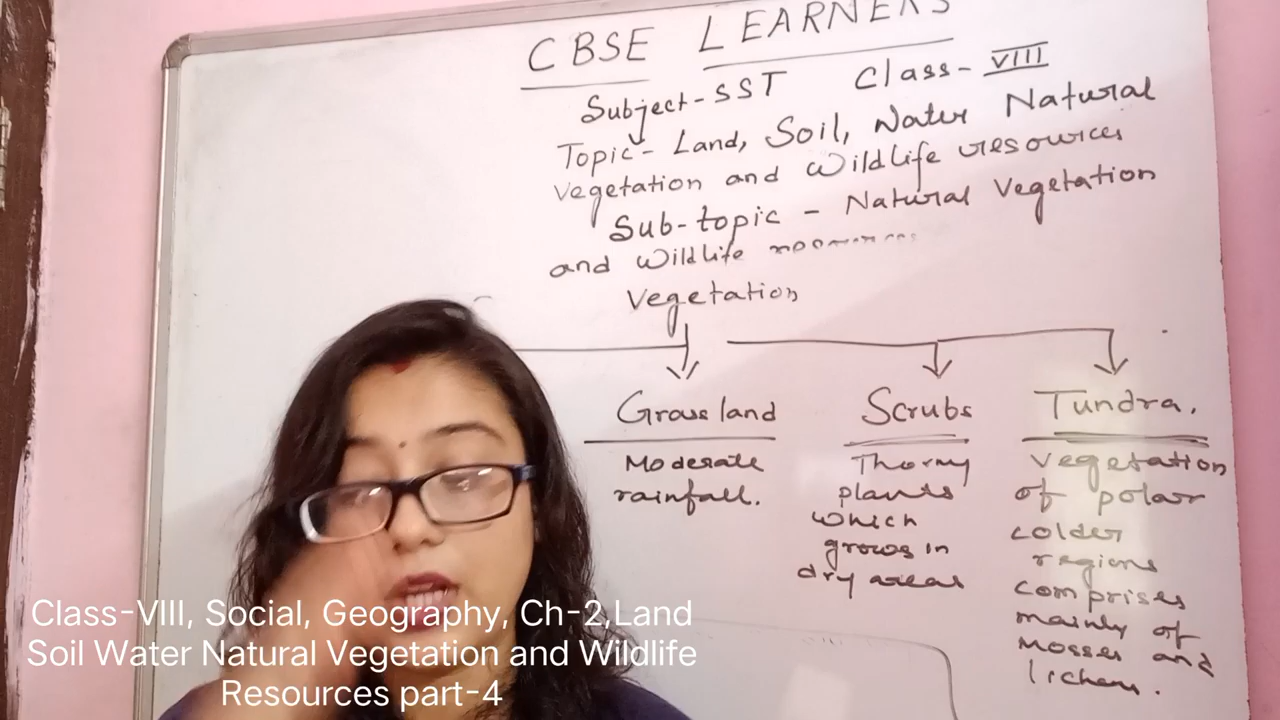 CBSE LEARNERS
Subject-SST Class-VIII
Topic- Land, Soil, Water Natural
Vegetation and Wildlife resources
Sub-topic - Natural Vegetation
and Wildlife
Vegetation
Grassland
Moderate
rainfall.
Scrubs
Thorny
plants
which
grows in
dry areas
Tundra.
Vegetation
of polar
colder
regions
comprises
mainly of
Mosses and
lichens.
Class-VIII, Social, Geography, Ch-2,Land
Soil Water Natural Vegetation and Wildlife
Resources part-4